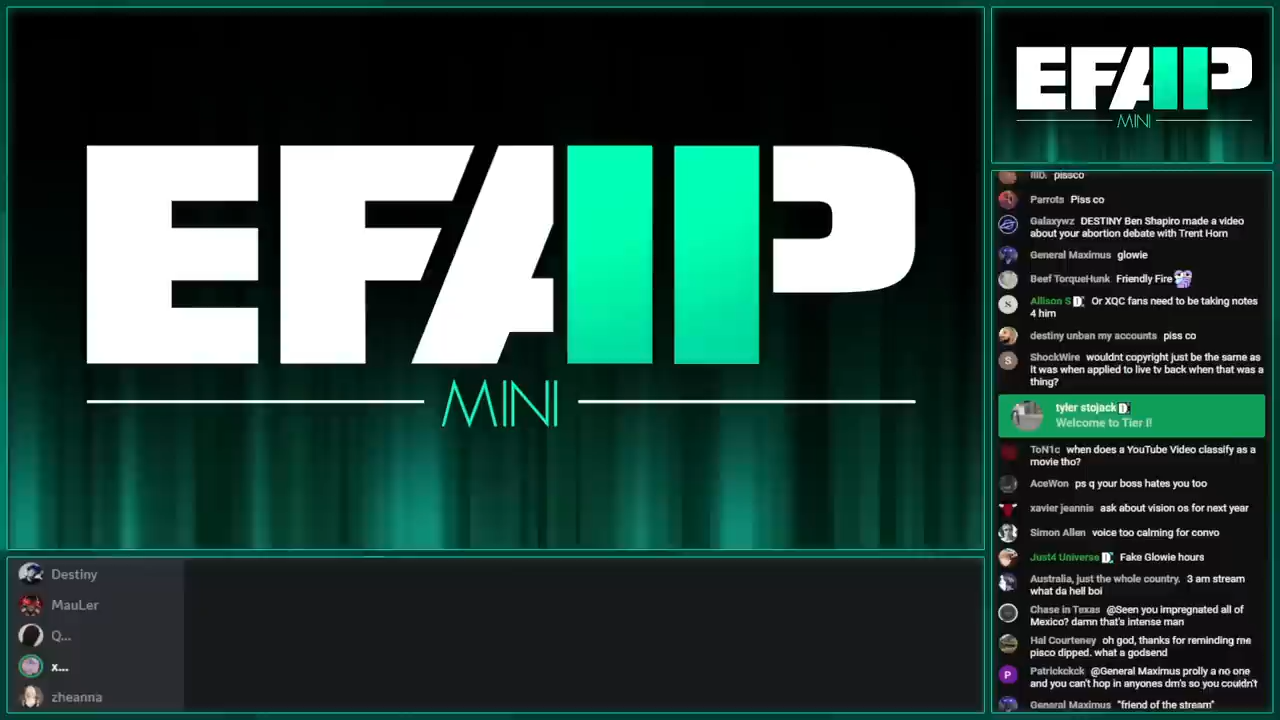 EFAP
MINI
EFAP
MINI
pissco
Parrots Piss co
Galaxywz DESTINY Ben Shapiro made a video
about your abortion debate with Trent Horn
General Maximus glowie
Beef TorqueHunk Friendly Fire
Allison S Or XQC fans need to be taking notes
4 him
destiny unban my accounts piss co
ShockWire wouldnt copyright just be the same as
it was when applied to live tv back when that was a
thing?
tyler stojack
Welcome to Tier I!
ToN1c when does a YouTube Video classify as a
movie tho?
AceWon ps q your boss hates you too
xavier jeannis ask about vision os for next year
Simon Allen voice too calming for convo
Just4 Universe Fake Glowie hours
Australia, just the whole country. 3 am stream
what da hell boi
Chase in Texas @Seen you impregnated all of
Mexico? damn that's intense man
Hal Courteney oh god, thanks for reminding me
pisco dipped. what a godsend
Patrickckck @General Maximus prolly a no one
and you can't hop in anyones dm's so you couldn't
General Maximus "friend of the stream"
Destiny
MauLer
Q...
x...
zheanna